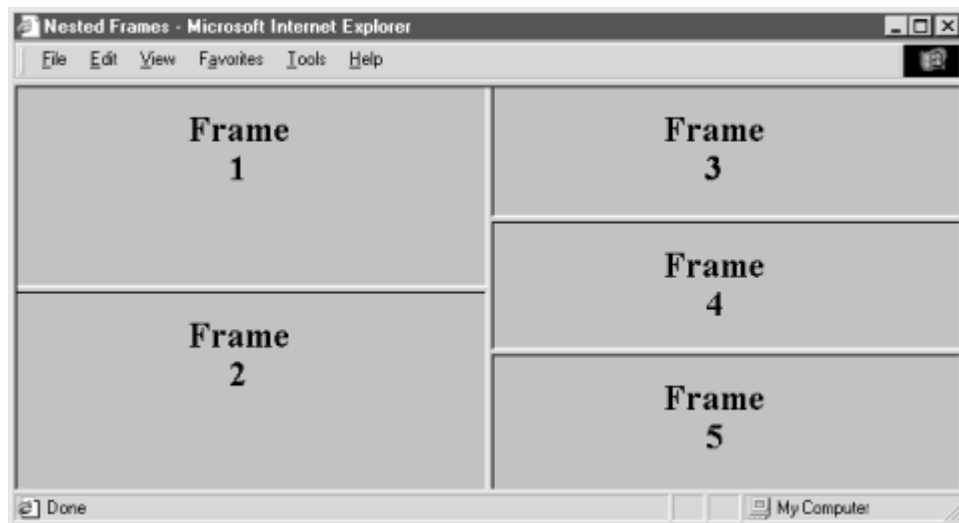 Nested Frames - Microsoft Internet Explorer
File Edit View Favorites Tools Help
Frame
1
Frame
2
Frame
3
Frame
4
Frame
5
Done
My Computer